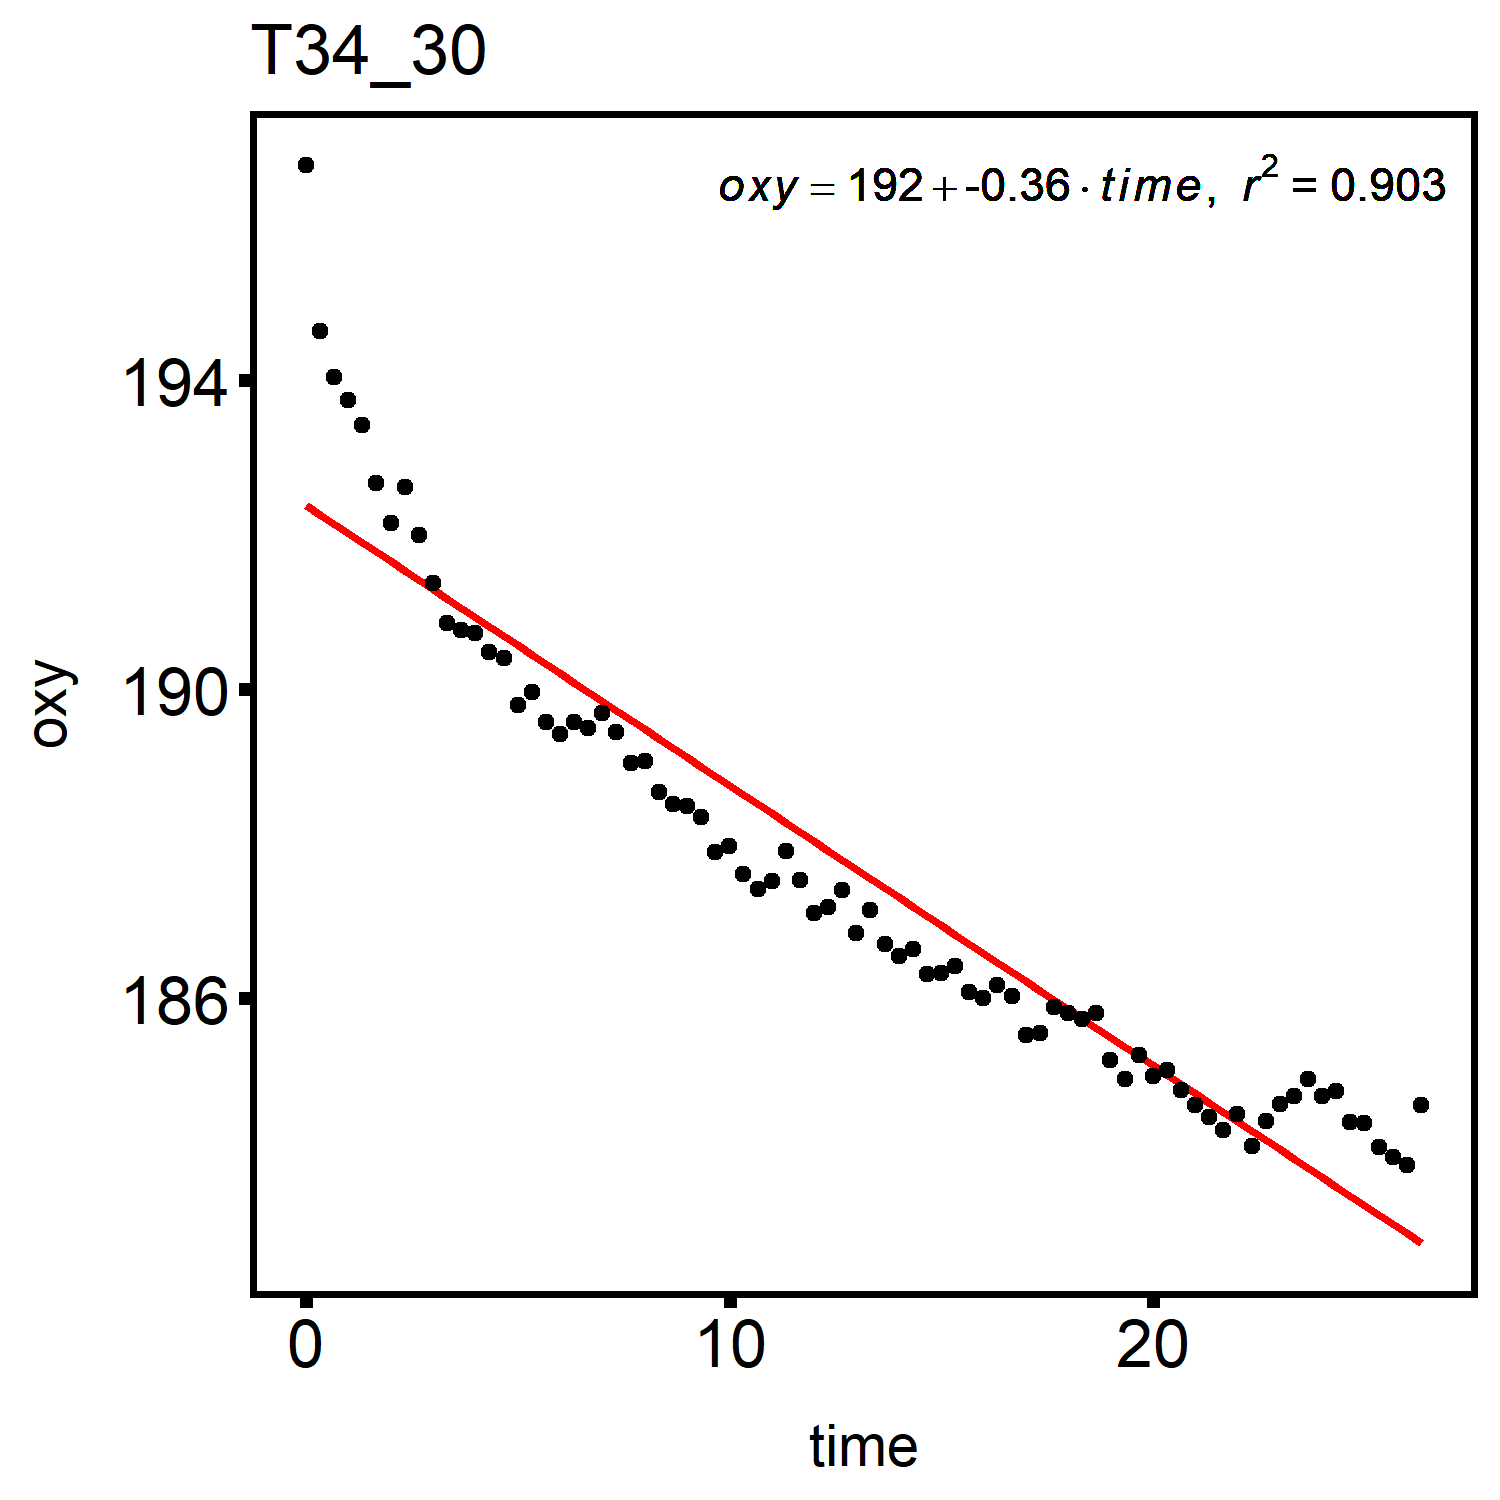 T34_30
oxy = 192 + -0.36 · time, r² = 0.903
194
190
186
oxy
0 10 20
time